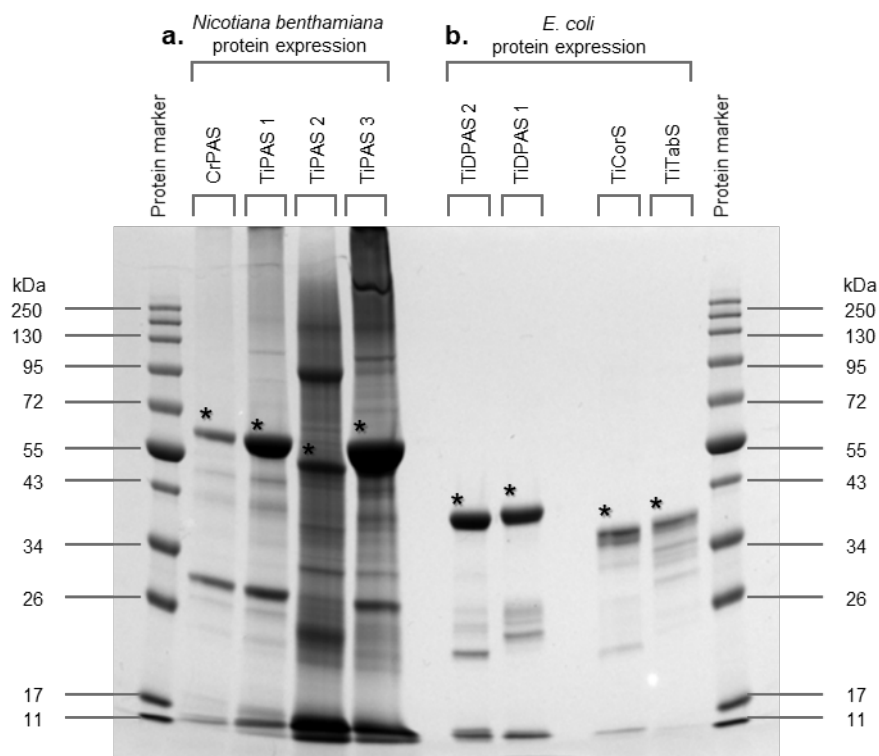 a.
Nicotiana benthamiana
protein expression
b.
E. coli
protein expression
Protein marker
CrPAS
TiPAS 1
TiPAS 2
TiPAS 3
TiDPAS 2
TiDPAS 1
TiCorS
TiTabS
Protein marker
kDa
250
130
95
72
55
43
34
26
17
11
* * * * * * * *
kDa
250
130
95
72
55
43
34
26
17
11